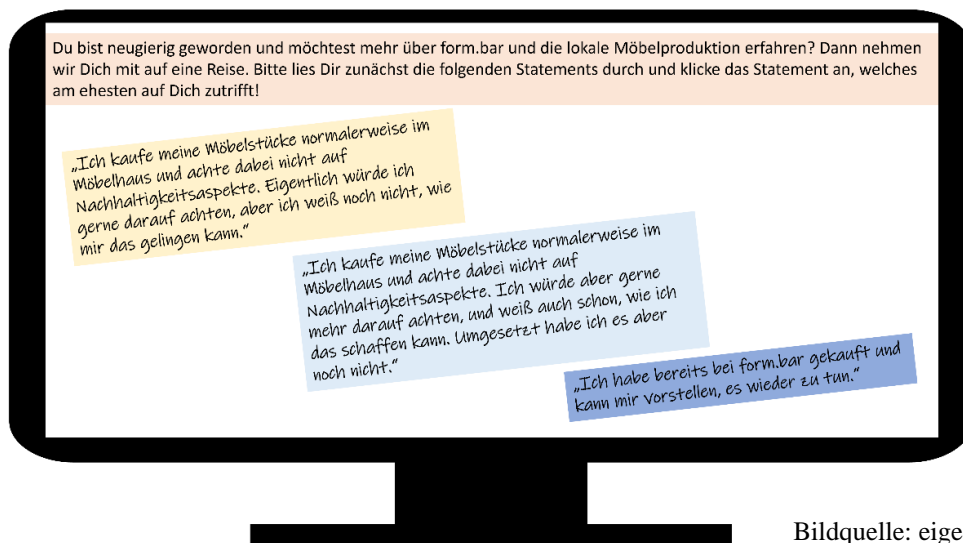 Du bist neugierig geworden und möchtest mehr über form.bar und die lokale Möbelproduktion erfahren? Dann nehmen
wir Dich mit auf eine Reise. Bitte lies Dir zunächst die folgenden Statements durch und klicke das Statement an, welches
am ehesten auf Dich zutrifft!
„Ich kaufe meine Möbelstücke normalerweise im
Möbelhaus und achte dabei nicht auf
Nachhaltigkeitsaspekte. Eigentlich würde ich
gerne darauf achten, aber ich weiß noch nicht, wie
mir das gelingen kann.“
„Ich kaufe meine Möbelstücke normalerweise im
Möbelhaus und achte dabei nicht auf
Nachhaltigkeitsaspekte. Ich würde aber gerne
mehr darauf achten, und weiß auch schon, wie ich
das schaffen kann. Umgesetzt habe ich es aber
noch nicht.“
„Ich habe bereits bei form.bar gekauft und
kann mir vorstellen, es wieder zu tun.“
Bildquelle: eige